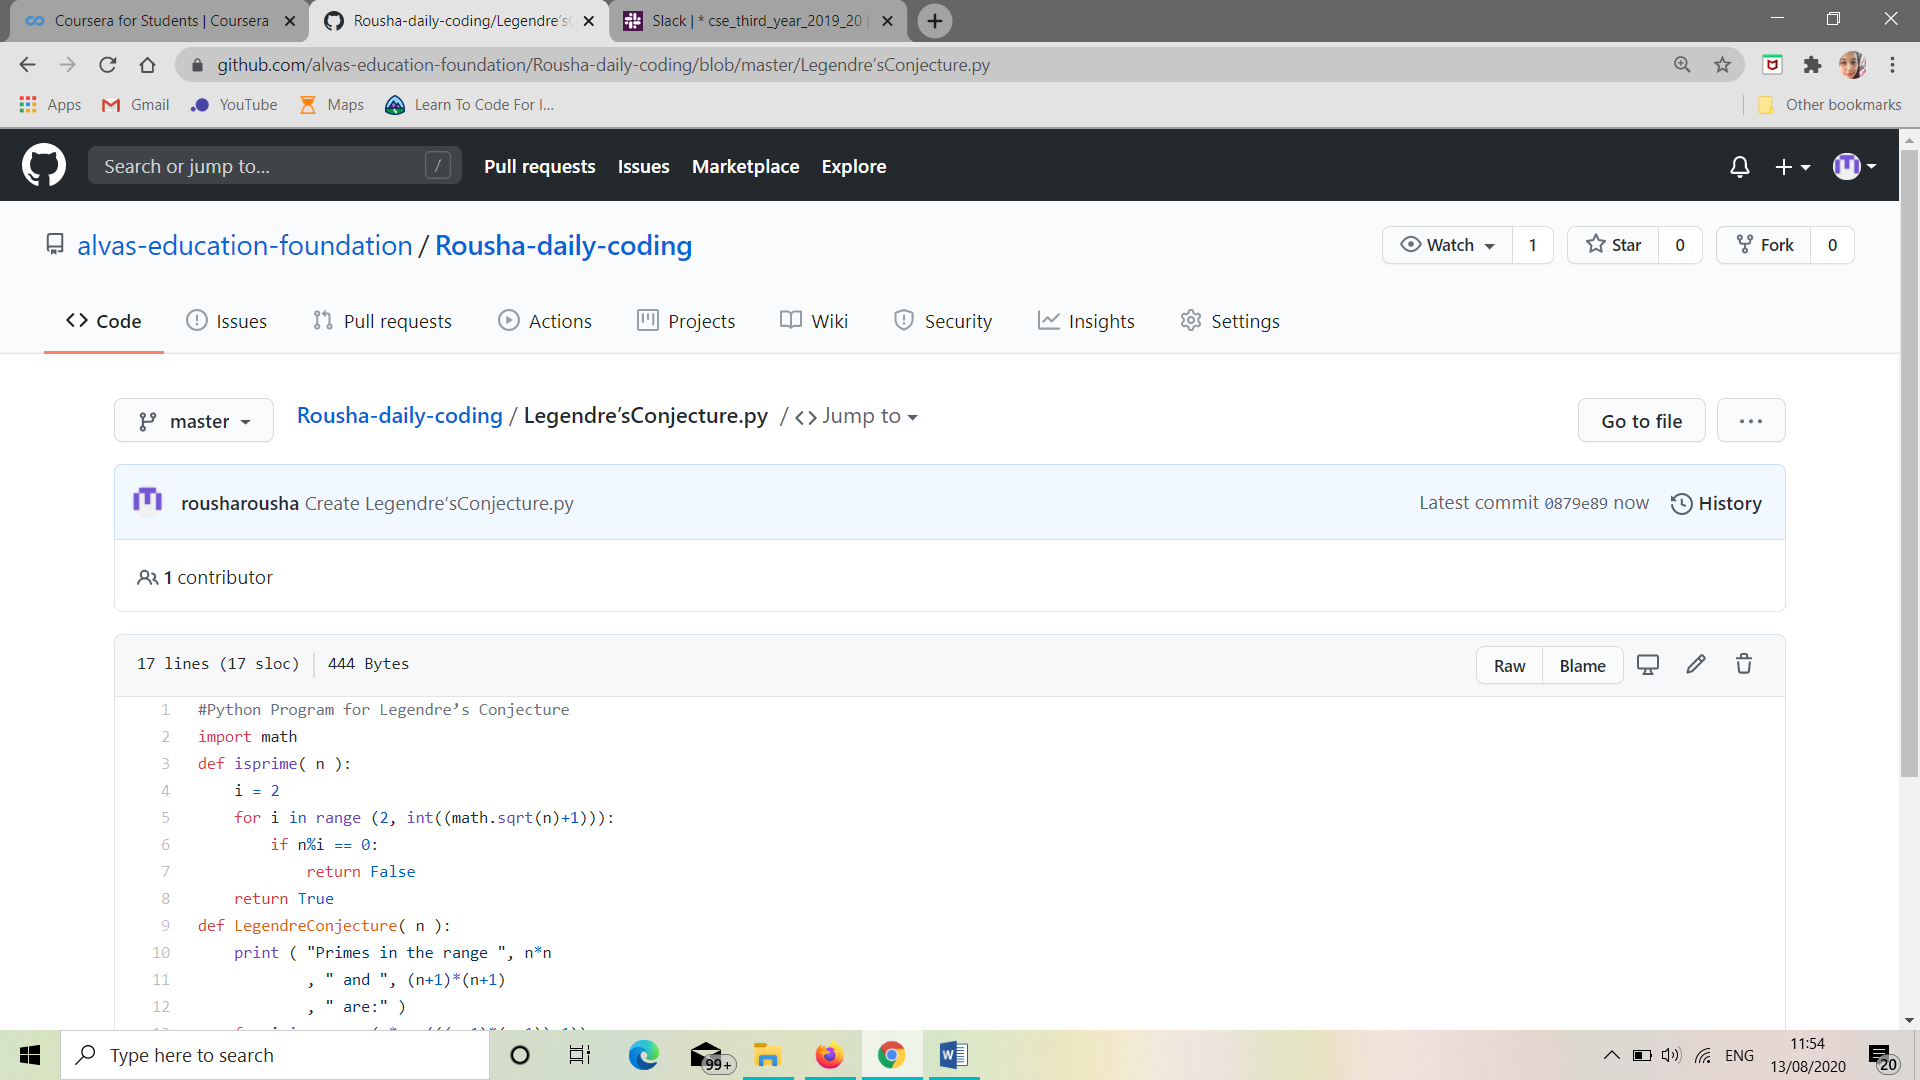 Coursera for Students | Coursera
Rousha-daily-coding/Legendre's
Slack | * cse_third_year_2019_20
github.com/alvas-education-foundation/Rousha-daily-coding/blob/master/Legendre'sConjecture.py
Apps
Gmail
YouTube
Maps
Learn To Code For I...
Other bookmarks
Search or jump to...
/
Pull requests
Issues
Marketplace
Explore
alvas-education-foundation / Rousha-daily-coding
Watch 1
Star 0
Fork 0
Code
Issues
Pull requests
Actions
Projects
Wiki
Security
Insights
Settings
master
Rousha-daily-coding / Legendre’sConjecture.py / <> Jump to
Go to file
...
rousharousha Create Legendre’sConjecture.py
Latest commit 0879e89 now
History
1 contributor
17 lines (17 sloc) | 444 Bytes
Raw
Blame
1 #Python Program for Legendre’s Conjecture
2 import math
3 def isprime( n ):
4 i = 2
5 for i in range (2, int((math.sqrt(n)+1))):
6 if n%i == 0:
7 return False
8 return True
9 def LegendreConjecture( n ):
10 print ( "Primes in the range ", n*n
11 , " and ", (n+1)*(n+1)
12 , " are:" )
Type here to search
99+
ENG
11:54
13/08/2020
20